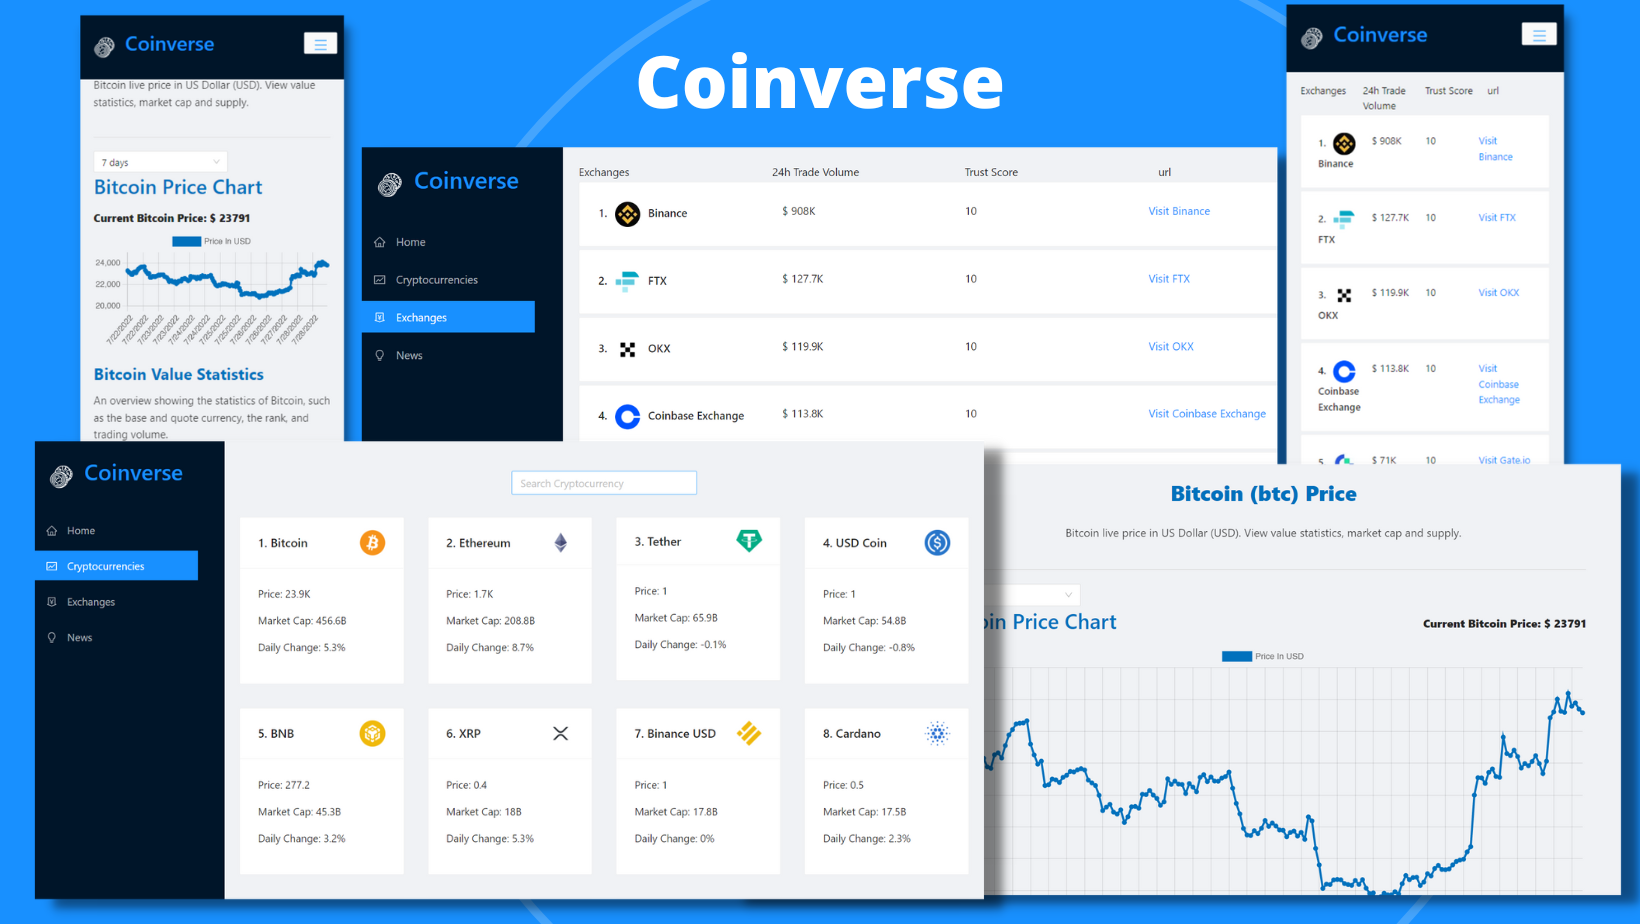 Coinverse
Coinverse
Bitcoin live price in US Dollar (USD). View value
statistics, market cap and supply.
7 days
Bitcoin Price Chart
Current Bitcoin Price: $ 23791
Price In USD
24,000
22,000
20,000
7/22/2022
7/22/2022
7/23/2022
7/23/2022
7/24/2022
7/24/2022
7/25/2022
7/25/2022
7/26/2022
7/26/2022
7/27/2022
7/28/2022
7/28/2022
Bitcoin Value Statistics
An overview showing the statistics of Bitcoin, such
as the base and quote currency, the rank, and
trading volume.
Coinverse
Home
Cryptocurrencies
Exchanges
News
Exchanges 24h Trade Volume Trust Score url
1. Binance $ 908K 10 Visit Binance
2. FTX $ 127.7K 10 Visit FTX
3. OKX $ 119.9K 10 Visit OKX
4. Coinbase Exchange $ 113.8K 10 Visit Coinbase Exchange
Coinverse
Exchanges 24h Trade Trust Score url
Volume
1. $ 908K 10 Visit
Binance Binance
2. $ 127.7K 10 Visit FTX
FTX
3. $ 119.9K 10 Visit OKX
OKX
4. $ 113.8K 10 Visit
Coinbase Coinbase
Exchange Exchange
5. $ 71K 10 Visit Gate.io
Coinverse
Home
Cryptocurrencies
Exchanges
News
Search Cryptocurrency
1. Bitcoin
Price: 23.9K
Market Cap: 456.6B
Daily Change: 5.3%
2. Ethereum
Price: 1.7K
Market Cap: 208.8B
Daily Change: 8.7%
3. Tether
Price: 1
Market Cap: 65.9B
Daily Change: -0.1%
4. USD Coin
Price: 1
Market Cap: 54.8B
Daily Change: -0.8%
5. BNB
Price: 277.2
Market Cap: 45.3B
Daily Change: 3.2%
6. XRP
Price: 0.4
Market Cap: 18B
Daily Change: 5.3%
7. Binance USD
Price: 1
Market Cap: 17.8B
Daily Change: 0%
8. Cardano
Price: 0.5
Market Cap: 17.5B
Daily Change: 2.3%
Bitcoin (btc) Price
Bitcoin live price in US Dollar (USD). View value statistics, market cap and supply.
in Price Chart
Current Bitcoin Price: $ 23791
Price In USD